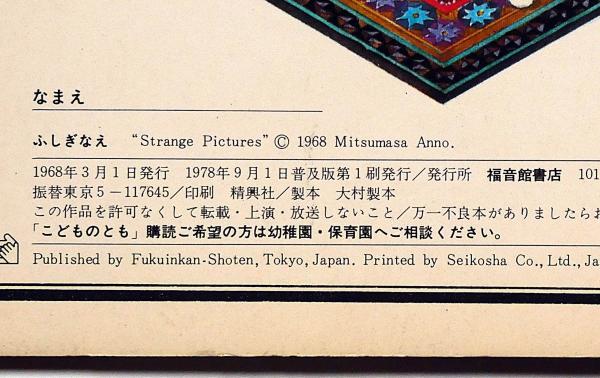 なまえ
ふしぎなえ "Strange Pictures" © 1968 Mitsumasa Anno.
1968年3月1日発行 1978年9月1日普及版第1刷発行／発行所 福音館書店 101
振替東京5－117645／印刷 精興社／製本 大村製本
この作品を許可なくして転載・上演・放送しないこと／万一不良本がありましたらお
「こどものとも」購読ご希望の方は幼稚園・保育園へご相談ください。
Published by Fukuinkan-Shoten, Tokyo, Japan. Printed by Seikosha Co., Ltd., Ja